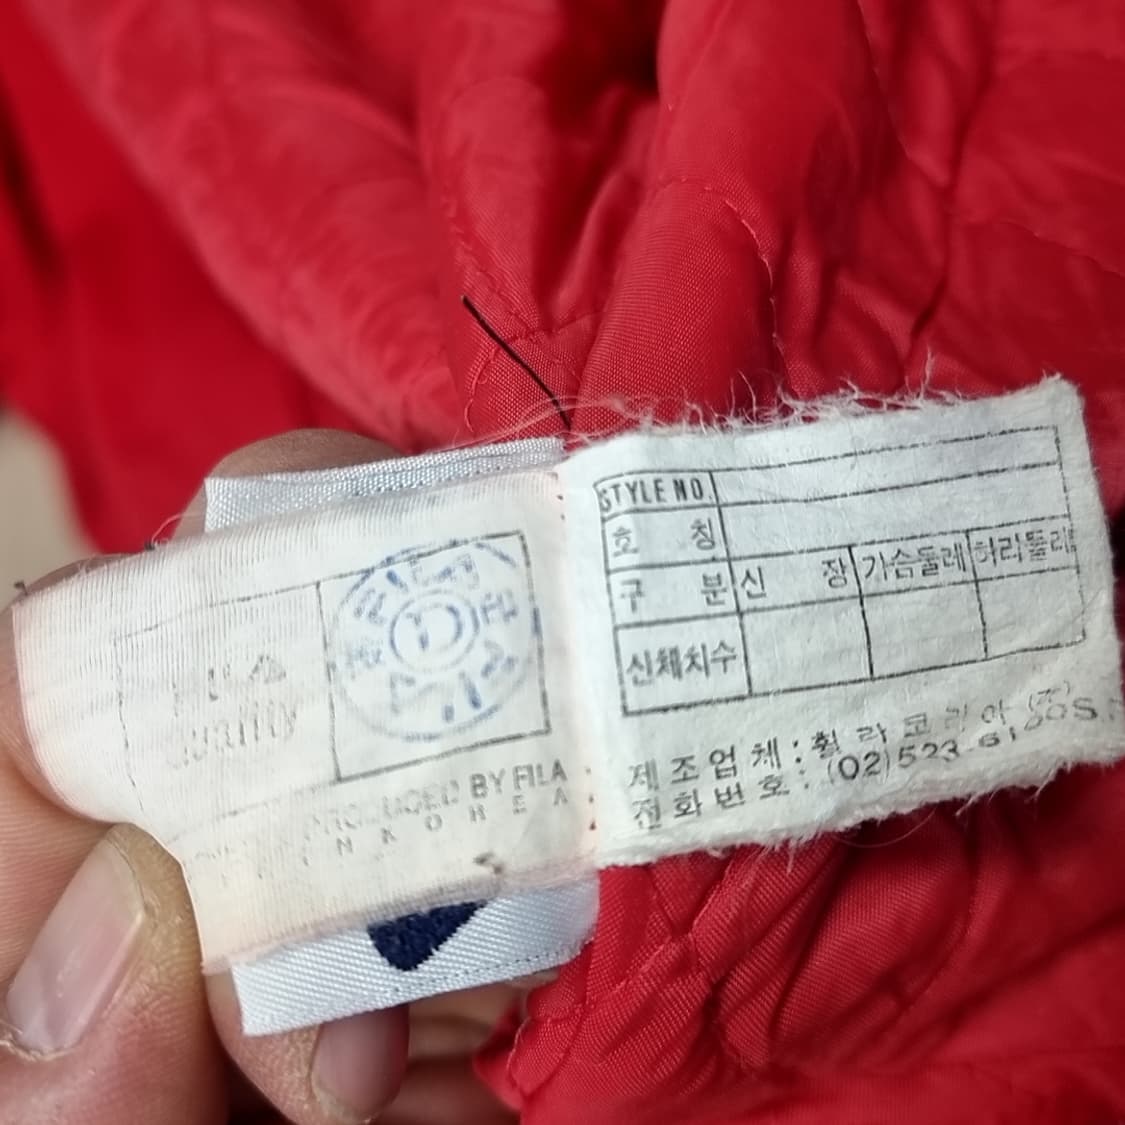 quality
PRODUCED BY FILA
I N K O R E A
STYLE NO.
호 칭
구 분 신 장 가슴둘레 허리둘레
신체치수
제조업체 : 휠라코리아(주)
전화번호 : (02)523-61